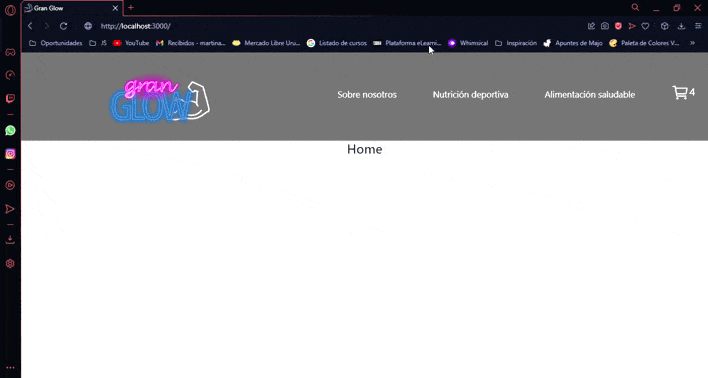 Gran Glow
http://localhost:3000/
Oportunidades JS YouTube Recibidos - martina... Mercado Libre Uru... Listado de cursos Plataforma eLearni... Whimsical Inspiración Apuntes de Majo Paleta de Colores V...
gran
GLOW
Sobre nosotros Nutrición deportiva Alimentación saludable 4
Home